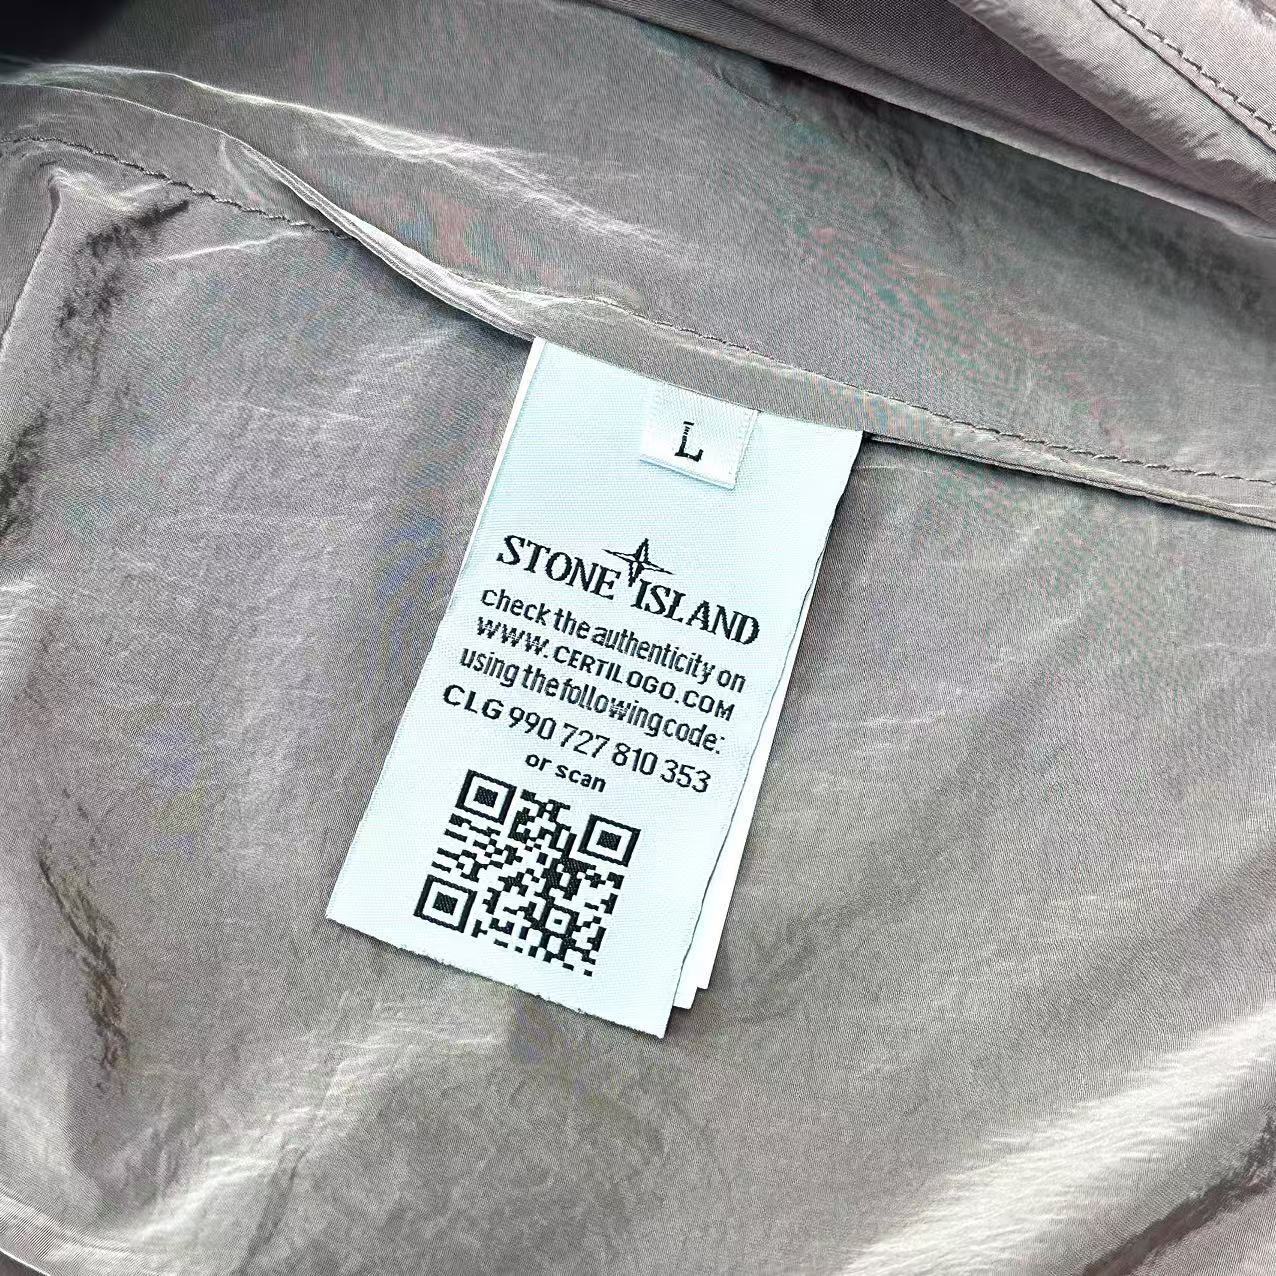 L
STONE ISLAND
check the authenticity on
WWW.CERTILOGO.COM
using the following code:
CLG 990 727 810 353
or scan